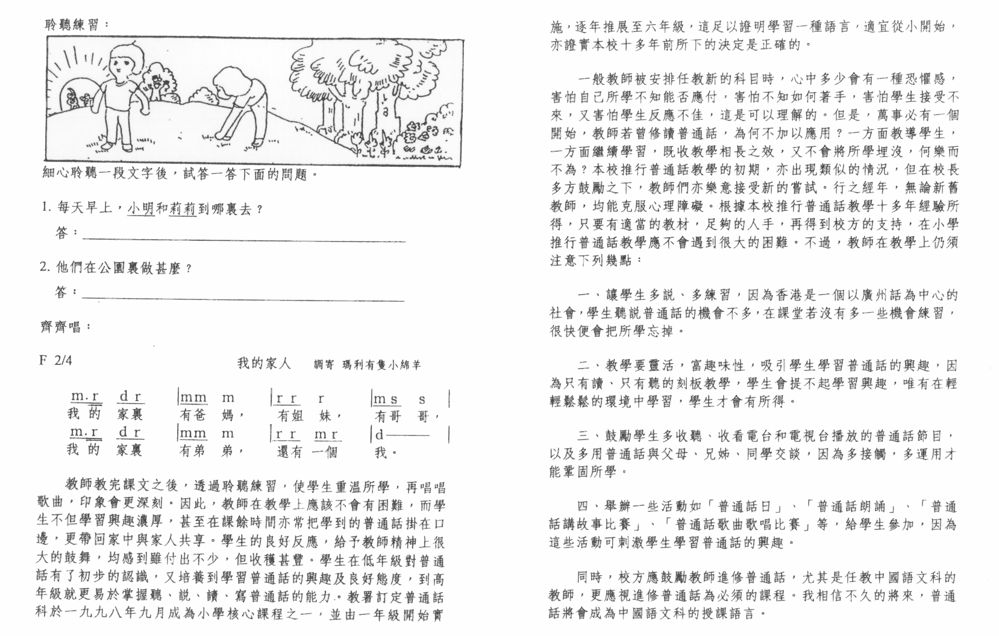 聆聽練習：
細心聆聽一段文字後，試答一答下面的問題。
1. 每天早上，小明和莉莉到哪裏去？
答：
2. 他們在公園裏做甚麼？
答：
齊齊唱：
F 2/4 我的家人 調寄 瑪利有隻小綿羊
m. r d r |mm m |r r r |m s s |
我 的 家裏 有爸 媽， 有姐 妹， 有哥 哥，
m. r d r |mm m |r r m r |d—— |
我 的 家裏 有弟 弟， 還有 一個 我。
教師教完課文之後，透過聆聽練習，使學生重溫所學，再唱唱
歌曲，印象會更深刻。因此，教師在教學上應該不會有困難，而學
生不但學習興趣濃厚，甚至在課餘時間亦常把學到的普通話掛在口
邊，更帶回家中與家人共享。學生的良好反應，給予教師精神上很
大的鼓舞，均感到雖付出不少，但收穫甚豐。學生在低年級對普通
話有了初步的認識，又培養到學習普通話的興趣及良好態度，到高
年級就更易於掌握聽、説、讀、寫普通話的能力。教署訂定普通話
科於一九九八年九月成為小學核心課程之一，並由一年級開始實
施，逐年推展至六年級，這足以證明學習一種語言，適宜從小開始，
亦證實本校十多年前所下的決定是正確的。
一般教師被安排任教新的科目時，心中多少會有一種恐懼感，
害怕自己所學不知能否應付，害怕不知如何著手，害怕學生接受不
來，又害怕學生反應不佳，這是可以理解的。但是，萬事必有一個
開始，教師若曾修讀普通話，為何不加以應用？一方面教導學生，
一方面繼續學習，既收教學相長之效，又不會將所學埋沒，何樂而
不為？本校推行普通話教學的初期，亦出現類似的情況，但在校長
多方鼓勵之下，教師們亦樂意接受新的嘗試。行之經年，無論新舊
教師，均能克服心理障礙。根據本校推行普通話教學十多年經驗所
得，只要有適當的教材，足夠的人手，再得到校方的支持，在小學
推行普通話教學應不會遇到很大的困難。不過，教師在教學上仍須
注意下列幾點：
一、讓學生多説、多練習，因為香港是一個以廣州話為中心的
社會，學生聽説普通話的機會不多，在課堂若沒有多一些機會練習，
很快便會把所學忘掉。
二、教學要靈活，富趣味性，吸引學生學習普通話的興趣，因
為只有讀、只有聽的刻板教學，學生會提不起學習興趣，唯有在輕
輕鬆鬆的環境中學習，學生才會有所得。
三、鼓勵學生多收聽、收看電台和電視台播放的普通話節目，
以及多用普通話與父母、兄姊、同學交談，因為多接觸，多運用才
能鞏固所學。
四、舉辦一些活動如「普通話日」、「普通話朗誦」、「普通
話講故事比賽」、「普通話歌曲歌唱比賽」等，給學生參加，因為
這些活動可刺激學生學習普通話的興趣。
同時，校方應鼓勵教師進修普通話，尤其是任教中國語文科的
教師，更應視進修普通話為必須的課程。我相信不久的將來，普通
話將會成為中國語文科的授課語言。